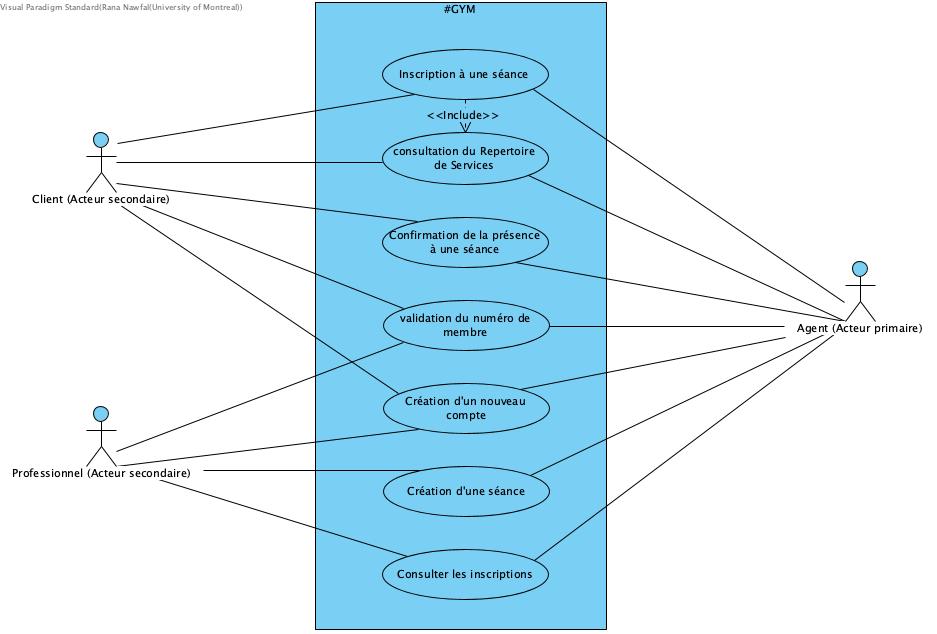 Visual Paradigm Standard(Rana Nawfal(University of Montreal))
#GYM
Inscription à une séance
<<Include>>
consultation du Repertoire
de Services
Client (Acteur secondaire)
Confirmation de la présence
à une séance
validation du numéro de
membre
Agent (Acteur primaire)
Création d'un nouveau
compte
Professionnel (Acteur secondaire)
Création d'une séance
Consulter les inscriptions